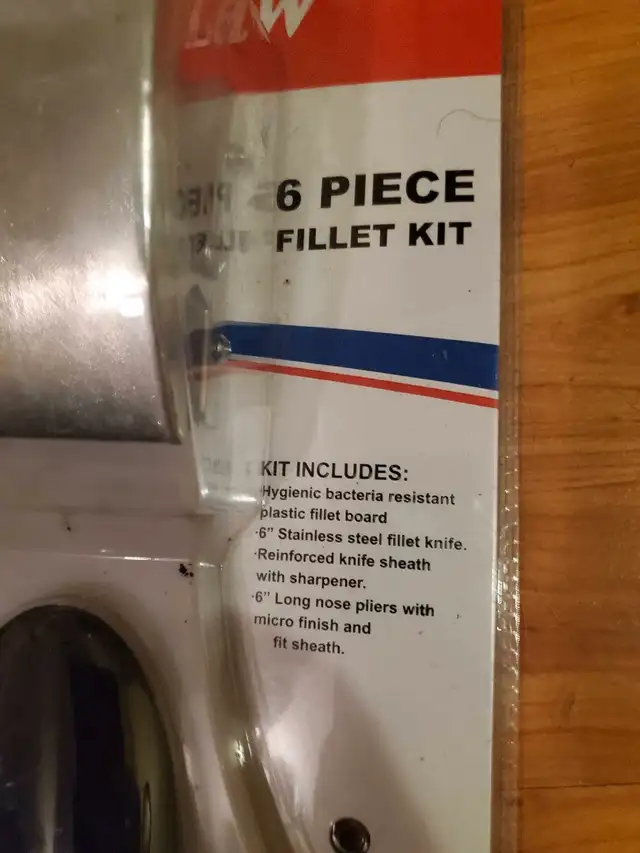 6 PIECE
FILLET KIT
KIT INCLUDES:
Hygienic bacteria resistant
plastic fillet board
·6" Stainless steel fillet knife.
·Reinforced knife sheath
with sharpener.
·6" Long nose pliers with
micro finish and
fit sheath.